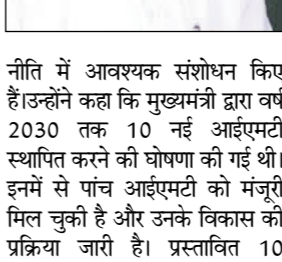 नीति में आवश्यक संशोधन किए
हैं।उन्होंने कहा कि मुख्यमंत्री द्वारा वर्ष
2030 तक 10 नई आईएमटी
स्थापित करने की घोषणा की गई थी।
इनमें से पांच आईएमटी को मंजूरी
मिल चुकी है और उनके विकास की
प्रक्रिया जारी है। प्रस्तावित 10